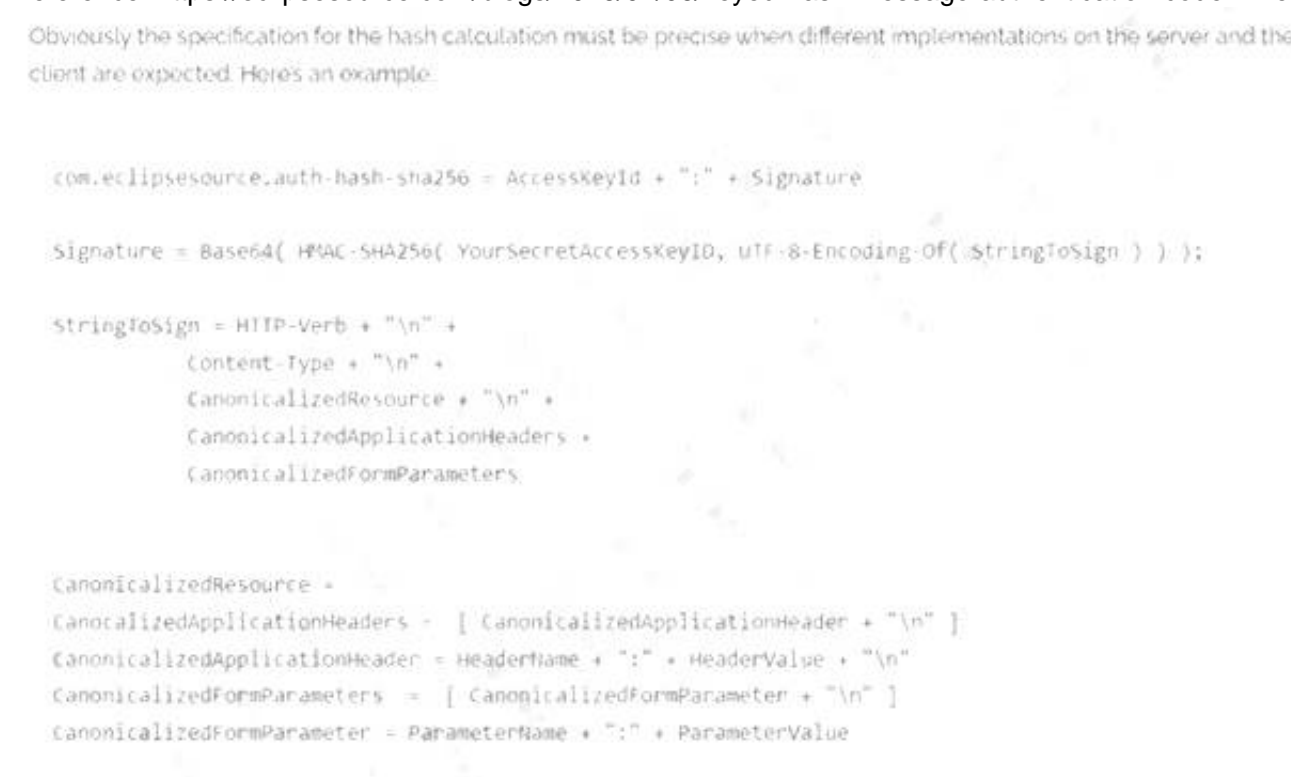 Obviously the specification for the hash calculation must be precise when different implementations on the server and the
client are expected. Here's an example.
com.eclipsesource.auth-hash-sha256 = AccessKeyId + ":" + Signature
Signature = Base64( HMAC-SHA256( YourSecretAccessKeyID, UTF-8-Encoding-Of( StringToSign ) ) );
StringToSign = HTTP-Verb + "\n" +
Content-Type + "\n" +
CanonicalizedResource + "\n" +
CanonicalizedApplicationHeaders +
CanonicalizedFormParameters
CanonicalizedResource =
CanocalizedApplicationHeaders = [ CanonicalizedApplicationHeader + "\n" ]
CanonicalizedApplicationHeader = HeaderName + ":" + HeaderValue + "\n"
CanonicalizedFormParameters = [ CanonicalizedFormParameter + "\n" ]
CanonicalizedFormParameter = ParameterName + ":" + ParameterValue